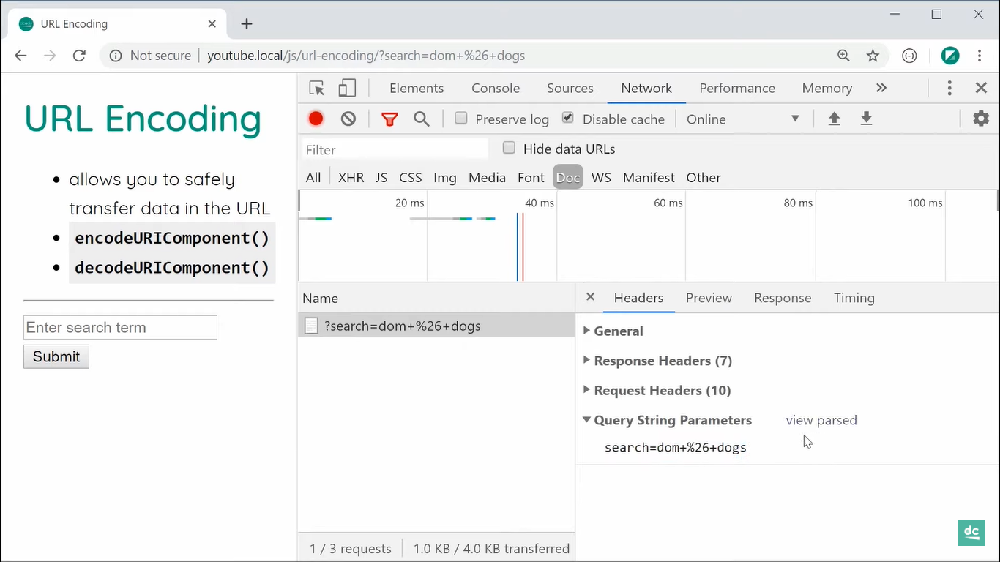 URL Encoding
Not secure youtube.local/js/url-encoding/?search=dom+%26+dogs
URL Encoding
allows you to safely
transfer data in the URL
encodeURIComponent()
decodeURIComponent()
Enter search term
Submit
Elements Console Sources Network Performance Memory
Preserve log Disable cache Online
Filter Hide data URLs
All XHR JS CSS Img Media Font Doc WS Manifest Other
20 ms 40 ms 60 ms 80 ms 100 ms
Name
?search=dom+%26+dogs
1 / 3 requests 1.0 KB / 4.0 KB transferred
Headers Preview Response Timing
General
Response Headers (7)
Request Headers (10)
Query String Parameters view parsed
search=dom+%26+dogs
dc